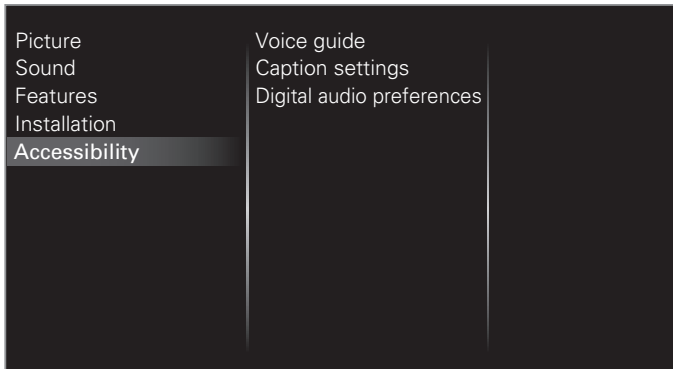 Picture
Sound
Features
Installation
Accessibility
Voice guide
Caption settings
Digital audio preferences